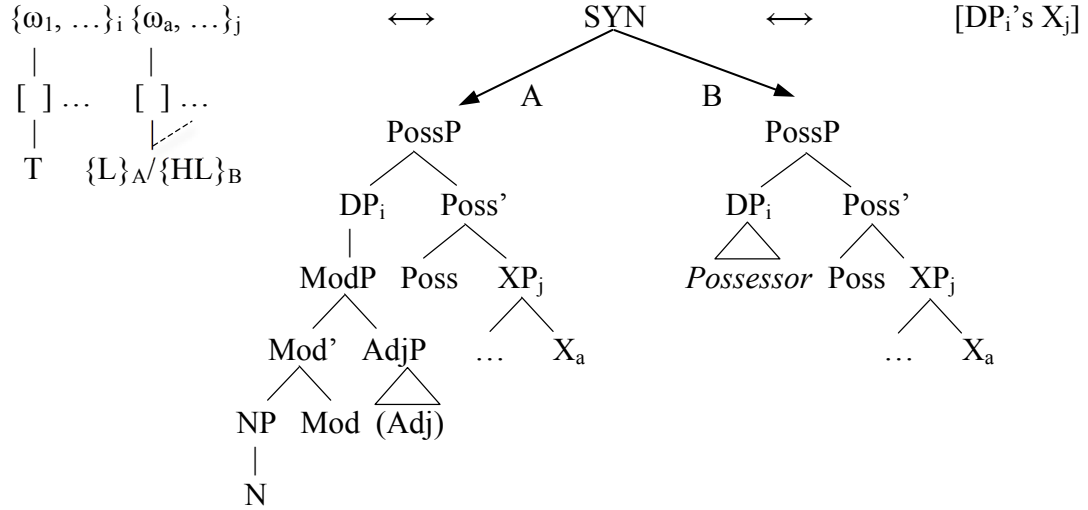 {ω1, …}i {ωa, …}j ↔ SYN ↔ [DPi's Xj]
[ ] … [ ] … A B
PossP PossP
T {L}A/{HL}B
DPi Poss' DPi Poss'
ModP Poss XPj Possessor Poss XPj
Mod' AdjP … Xa … Xa
NP Mod (Adj)
N